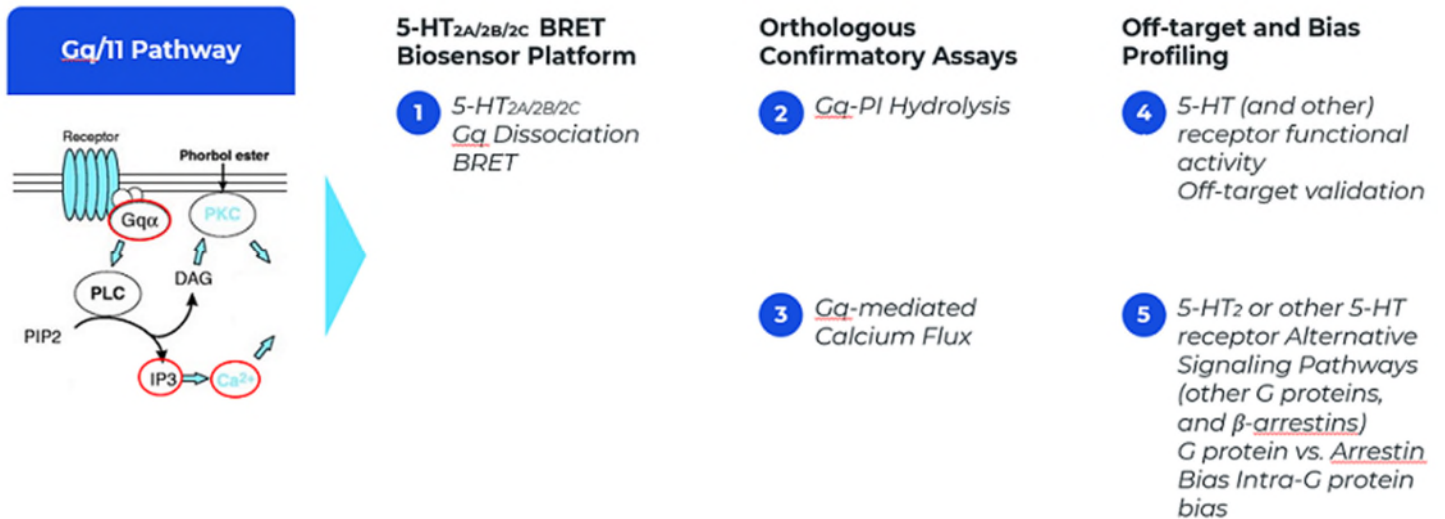 Gq/11 Pathway
Receptor
Phorbol ester
Gqα
PKC
DAG
PLC
PIP2
IP3
Ca2+
5-HT2A/2B/2C BRET
Biosensor Platform
1
5-HT2A/2B/2C
Gq Dissociation
BRET
Orthologous
Confirmatory Assays
2
Gq-PI Hydrolysis
3
Gq-mediated
Calcium Flux
Off-target and Bias
Profiling
4
5-HT (and other)
receptor functional
activity
Off-target validation
5
5-HT2 or other 5-HT
receptor Alternative
Signaling Pathways
(other G proteins,
and β-arrestins)
G protein vs. Arrestin
Bias Intra-G protein
bias